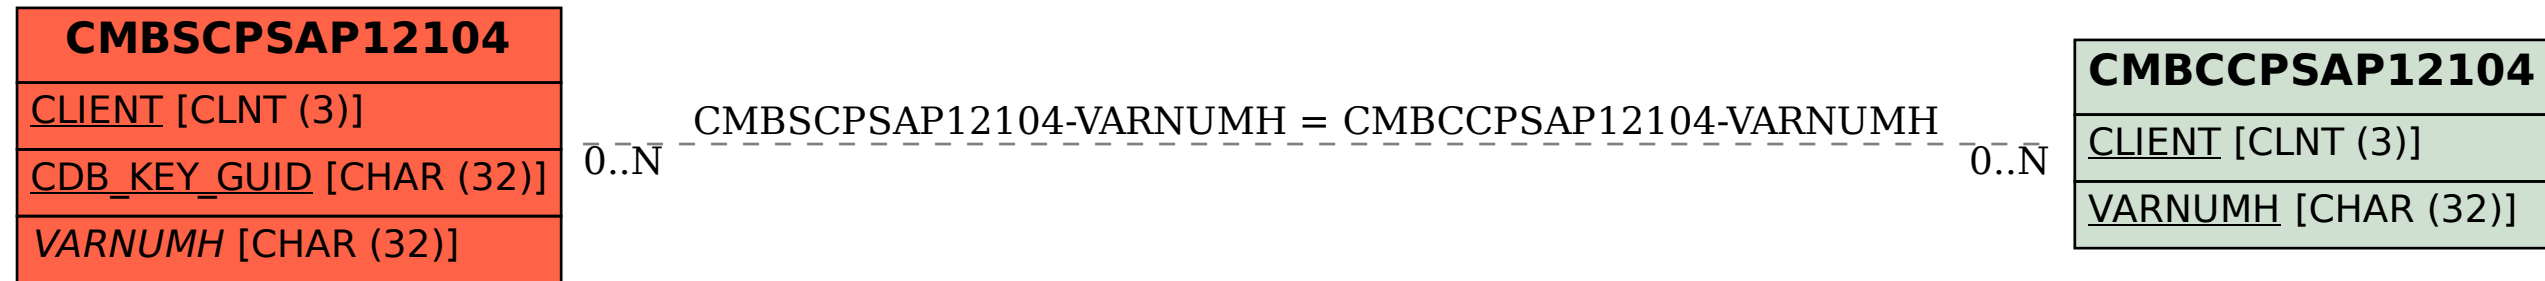 CMBSCPSAP12104
CLIENT [CLNT (3)]
CDB_KEY_GUID [CHAR (32)]
VARNUMH [CHAR (32)]
CMBSCPSAP12104-VARNUMH = CMBCCPSAP12104-VARNUMH
0..N
0..N
CMBCCPSAP12104
CLIENT [CLNT (3)]
VARNUMH [CHAR (32)]